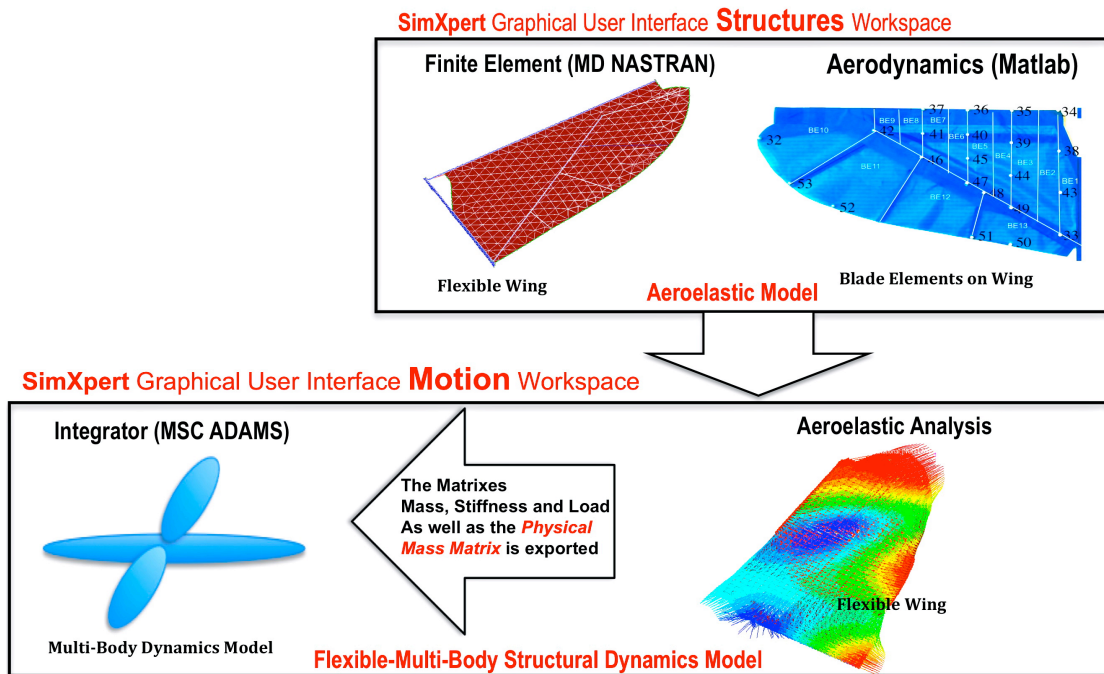 SimXpert Graphical User Interface Structures Workspace
Finite Element (MD NASTRAN)
Aerodynamics (Matlab)
37
36
35
34
BE9
BE8
BE7
BE10
42
41
BE6
40
39
38
32
BE5
BE4
BE3
BE2
BE1
46
45
44
43
BE11
47
53
48
BE12
49
52
BE13
33
51
50
Flexible Wing
Blade Elements on Wing
Aeroelastic Model
SimXpert Graphical User Interface Motion Workspace
Integrator (MSC ADAMS)
Aeroelastic Analysis
The Matrixes
Mass, Stiffness and Load
As well as the Physical
Mass Matrix is exported
Flexible Wing
Multi-Body Dynamics Model
Flexible-Multi-Body Structural Dynamics Model